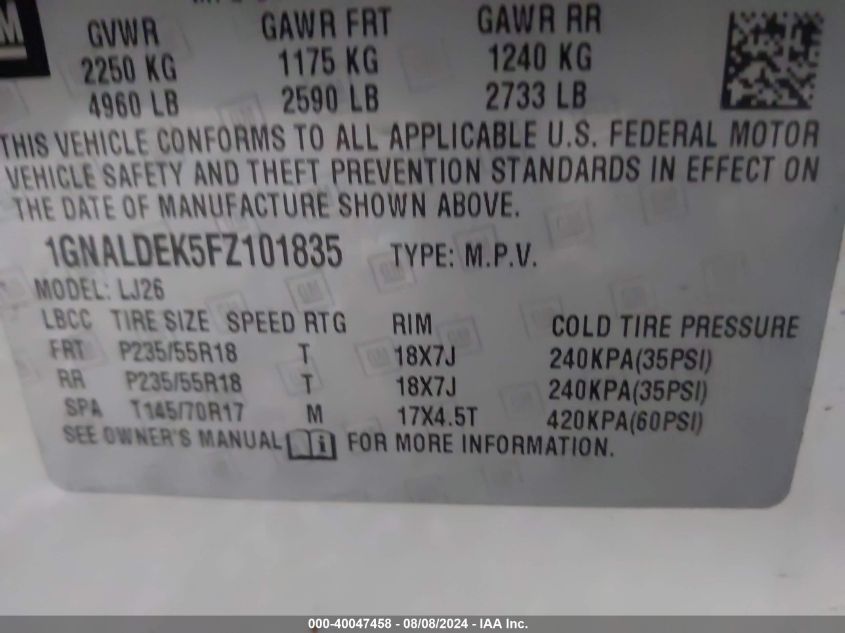 M
GVWR GAWR FRT GAWR RR
2250 KG 1175 KG 1240 KG
4960 LB 2590 LB 2733 LB
THIS VEHICLE CONFORMS TO ALL APPLICABLE U.S. FEDERAL MOTOR
VEHICLE SAFETY AND THEFT PREVENTION STANDARDS IN EFFECT ON
THE DATE OF MANUFACTURE SHOWN ABOVE.
1GNALDEK5FZ101835 TYPE: M.P.V.
MODEL: LJ26
LBCC TIRE SIZE SPEED RTG RIM COLD TIRE PRESSURE
FRT P235/55R18 T 18X7J 240KPA(35PSI)
RR P235/55R18 T 18X7J 240KPA(35PSI)
SPA T145/70R17 M 17X4.5T 420KPA(60PSI)
SEE OWNER'S MANUAL i FOR MORE INFORMATION.
000-40047458 - 08/08/2024 - IAA Inc.